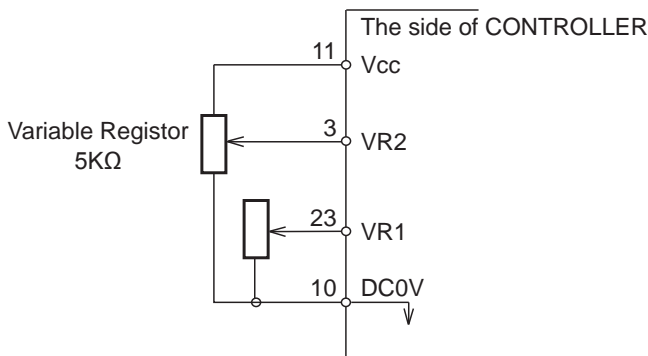 The side of CONTROLLER
11
Vcc
Variable Registor
5KΩ
3
VR2
23
VR1
10
DC0V